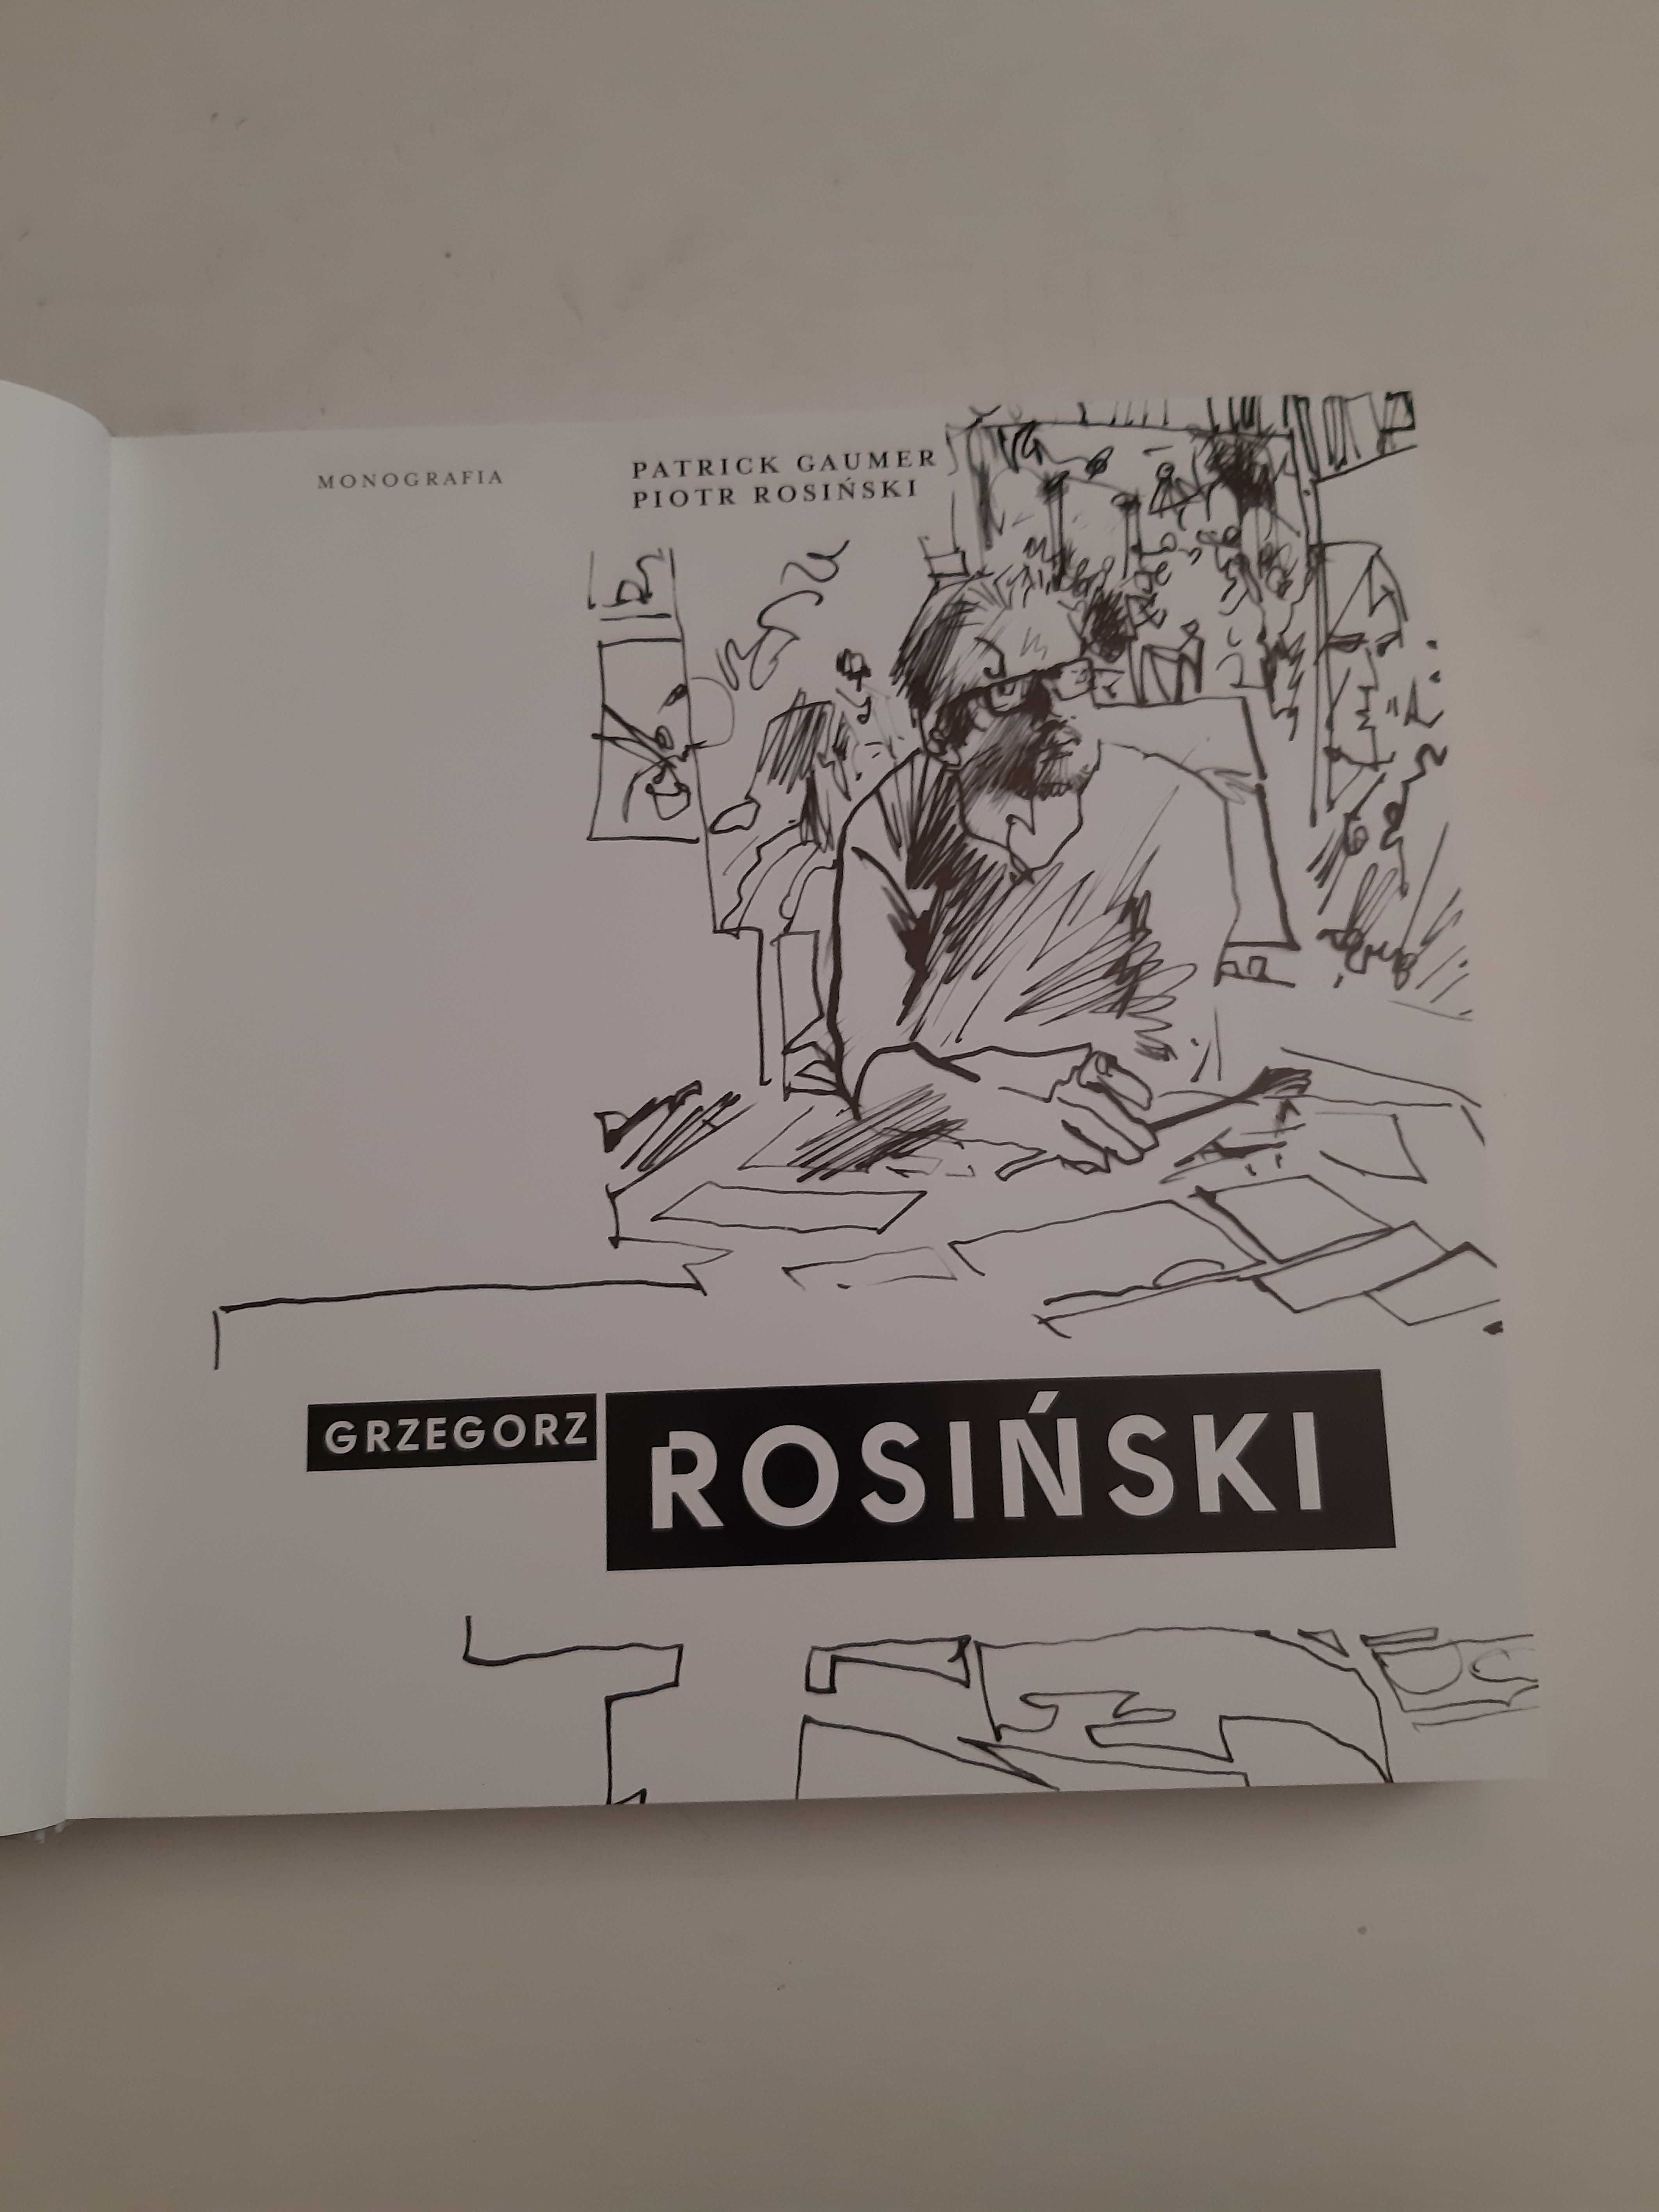 MONOGRAFIA
PATRICK GAUMER
PIOTR ROSIŃSKI
GRZEGORZ
ROSIŃSKI